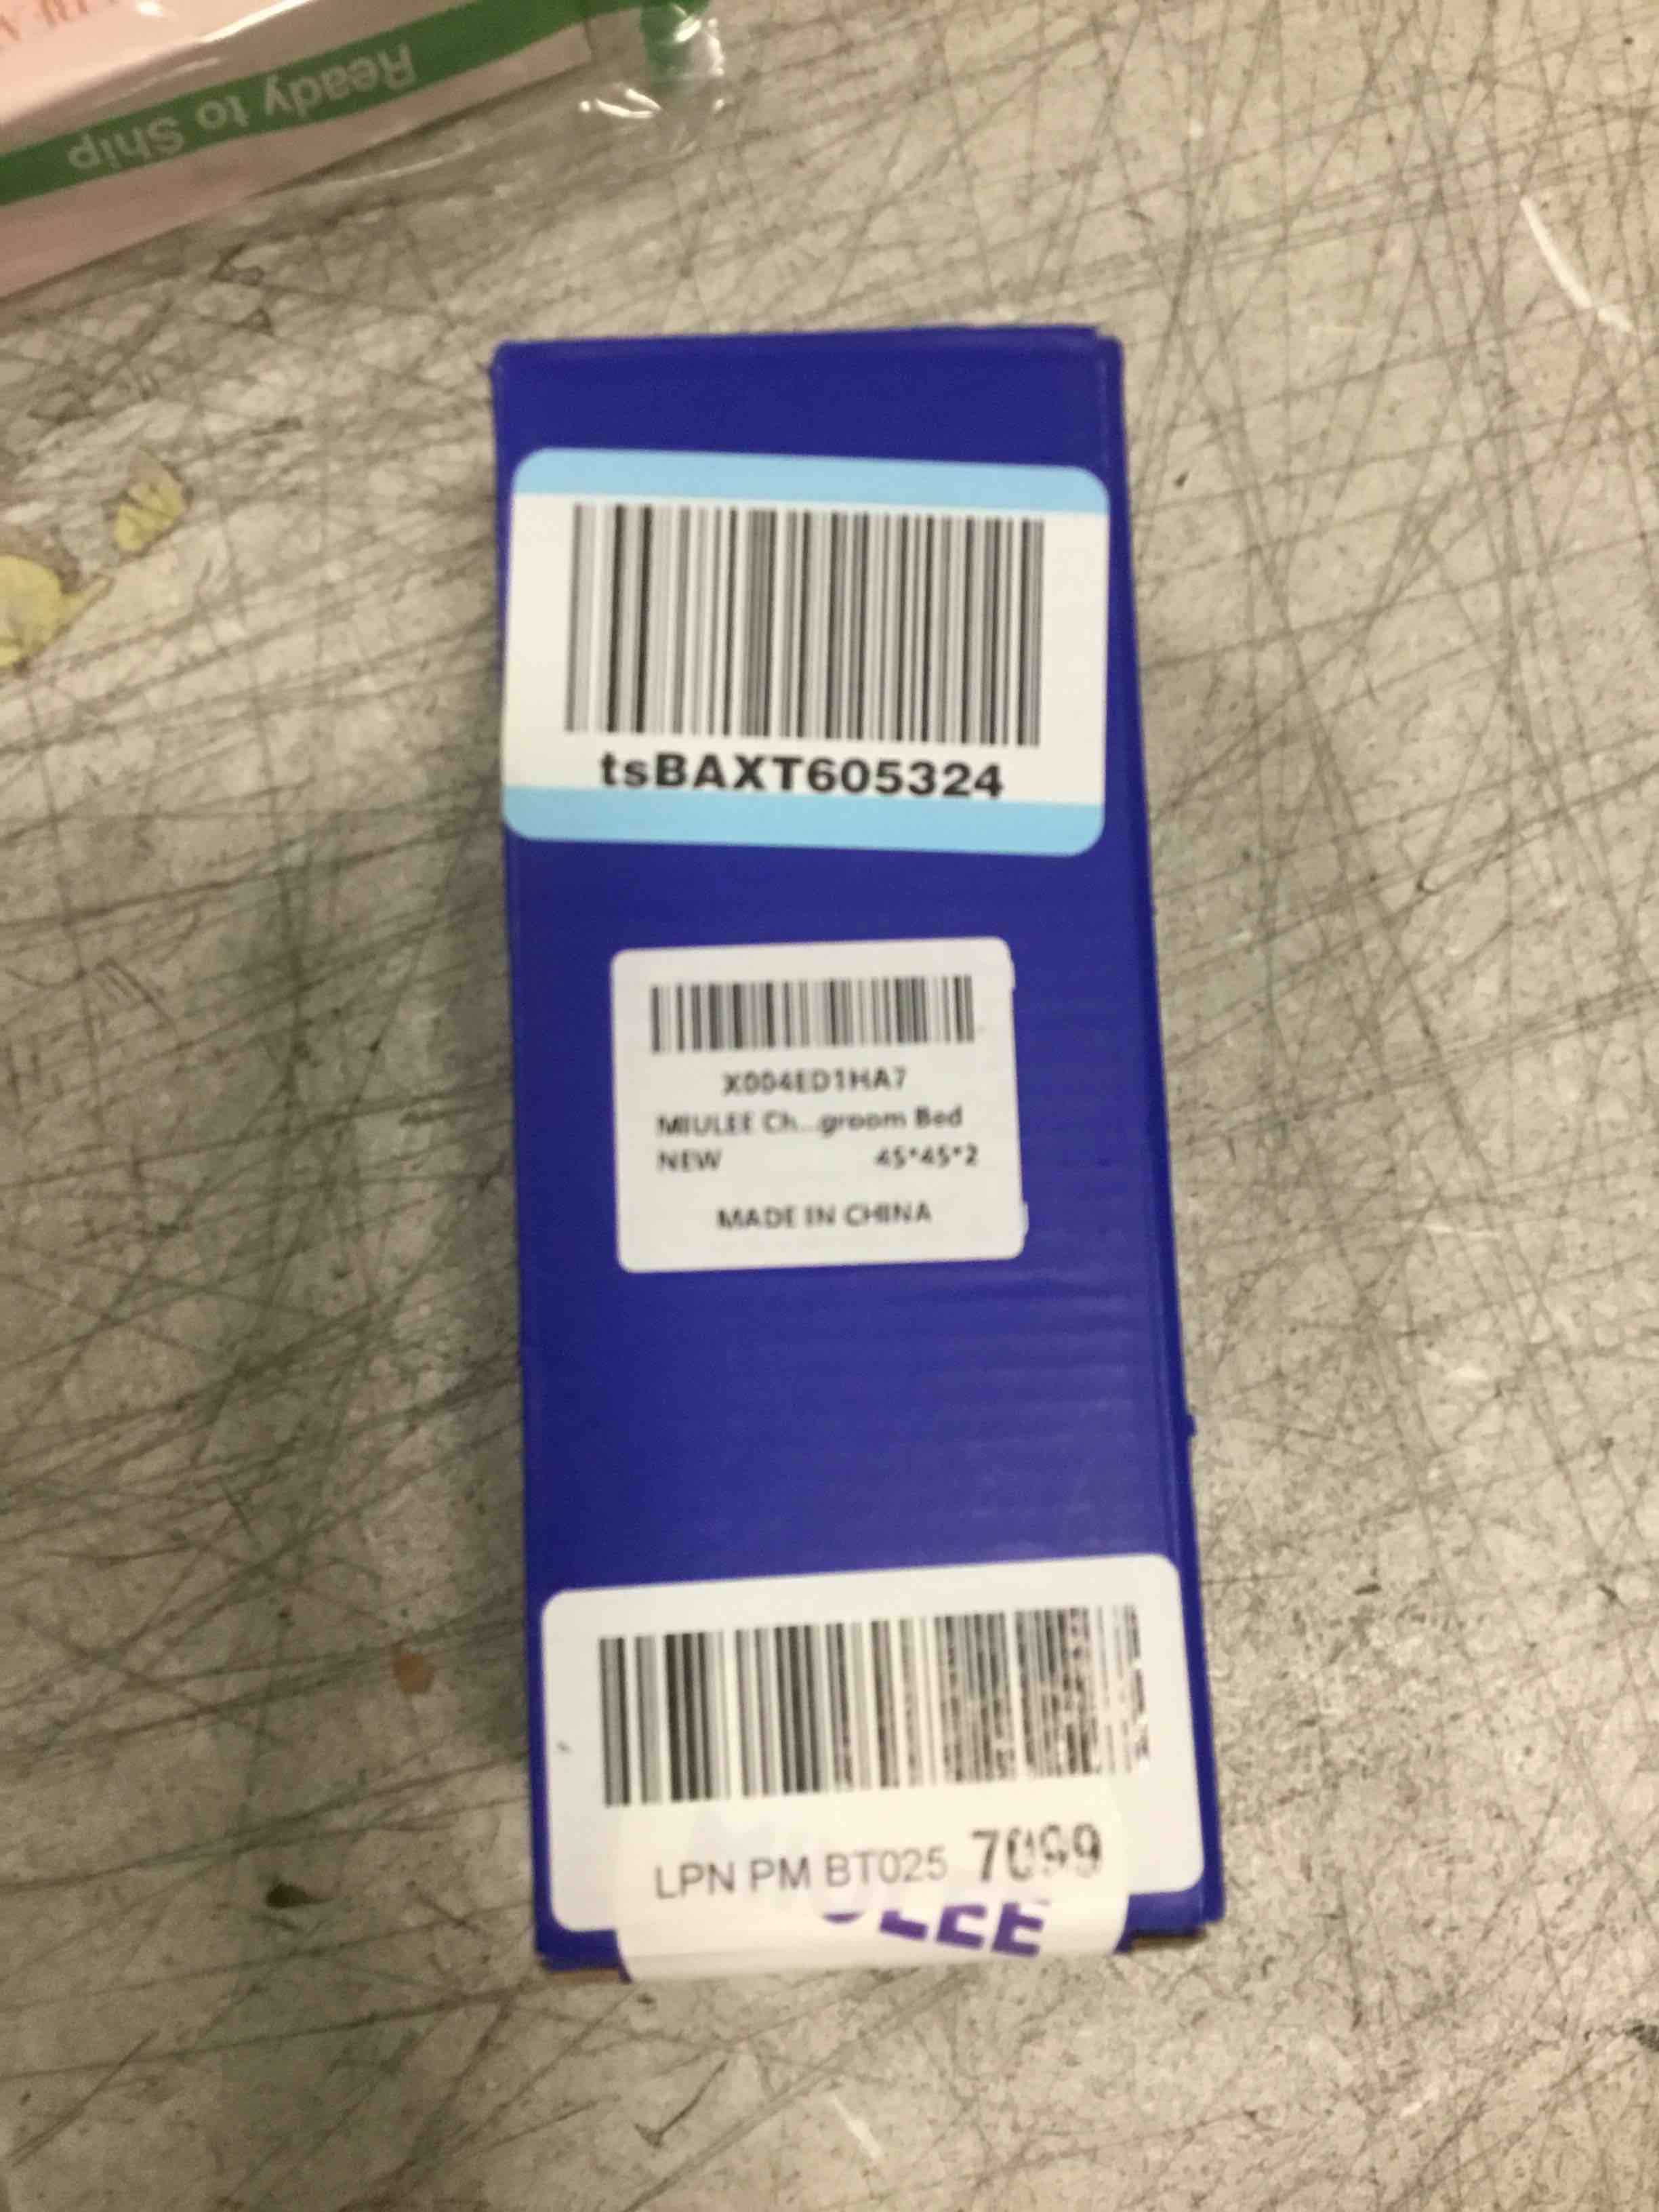 Ready to Ship
tsBAXT605324
X004ED1HA7
MIULEE Ch...groom Bed
NEW 45*45*2
MADE IN CHINA
LPN PM BT025 7099